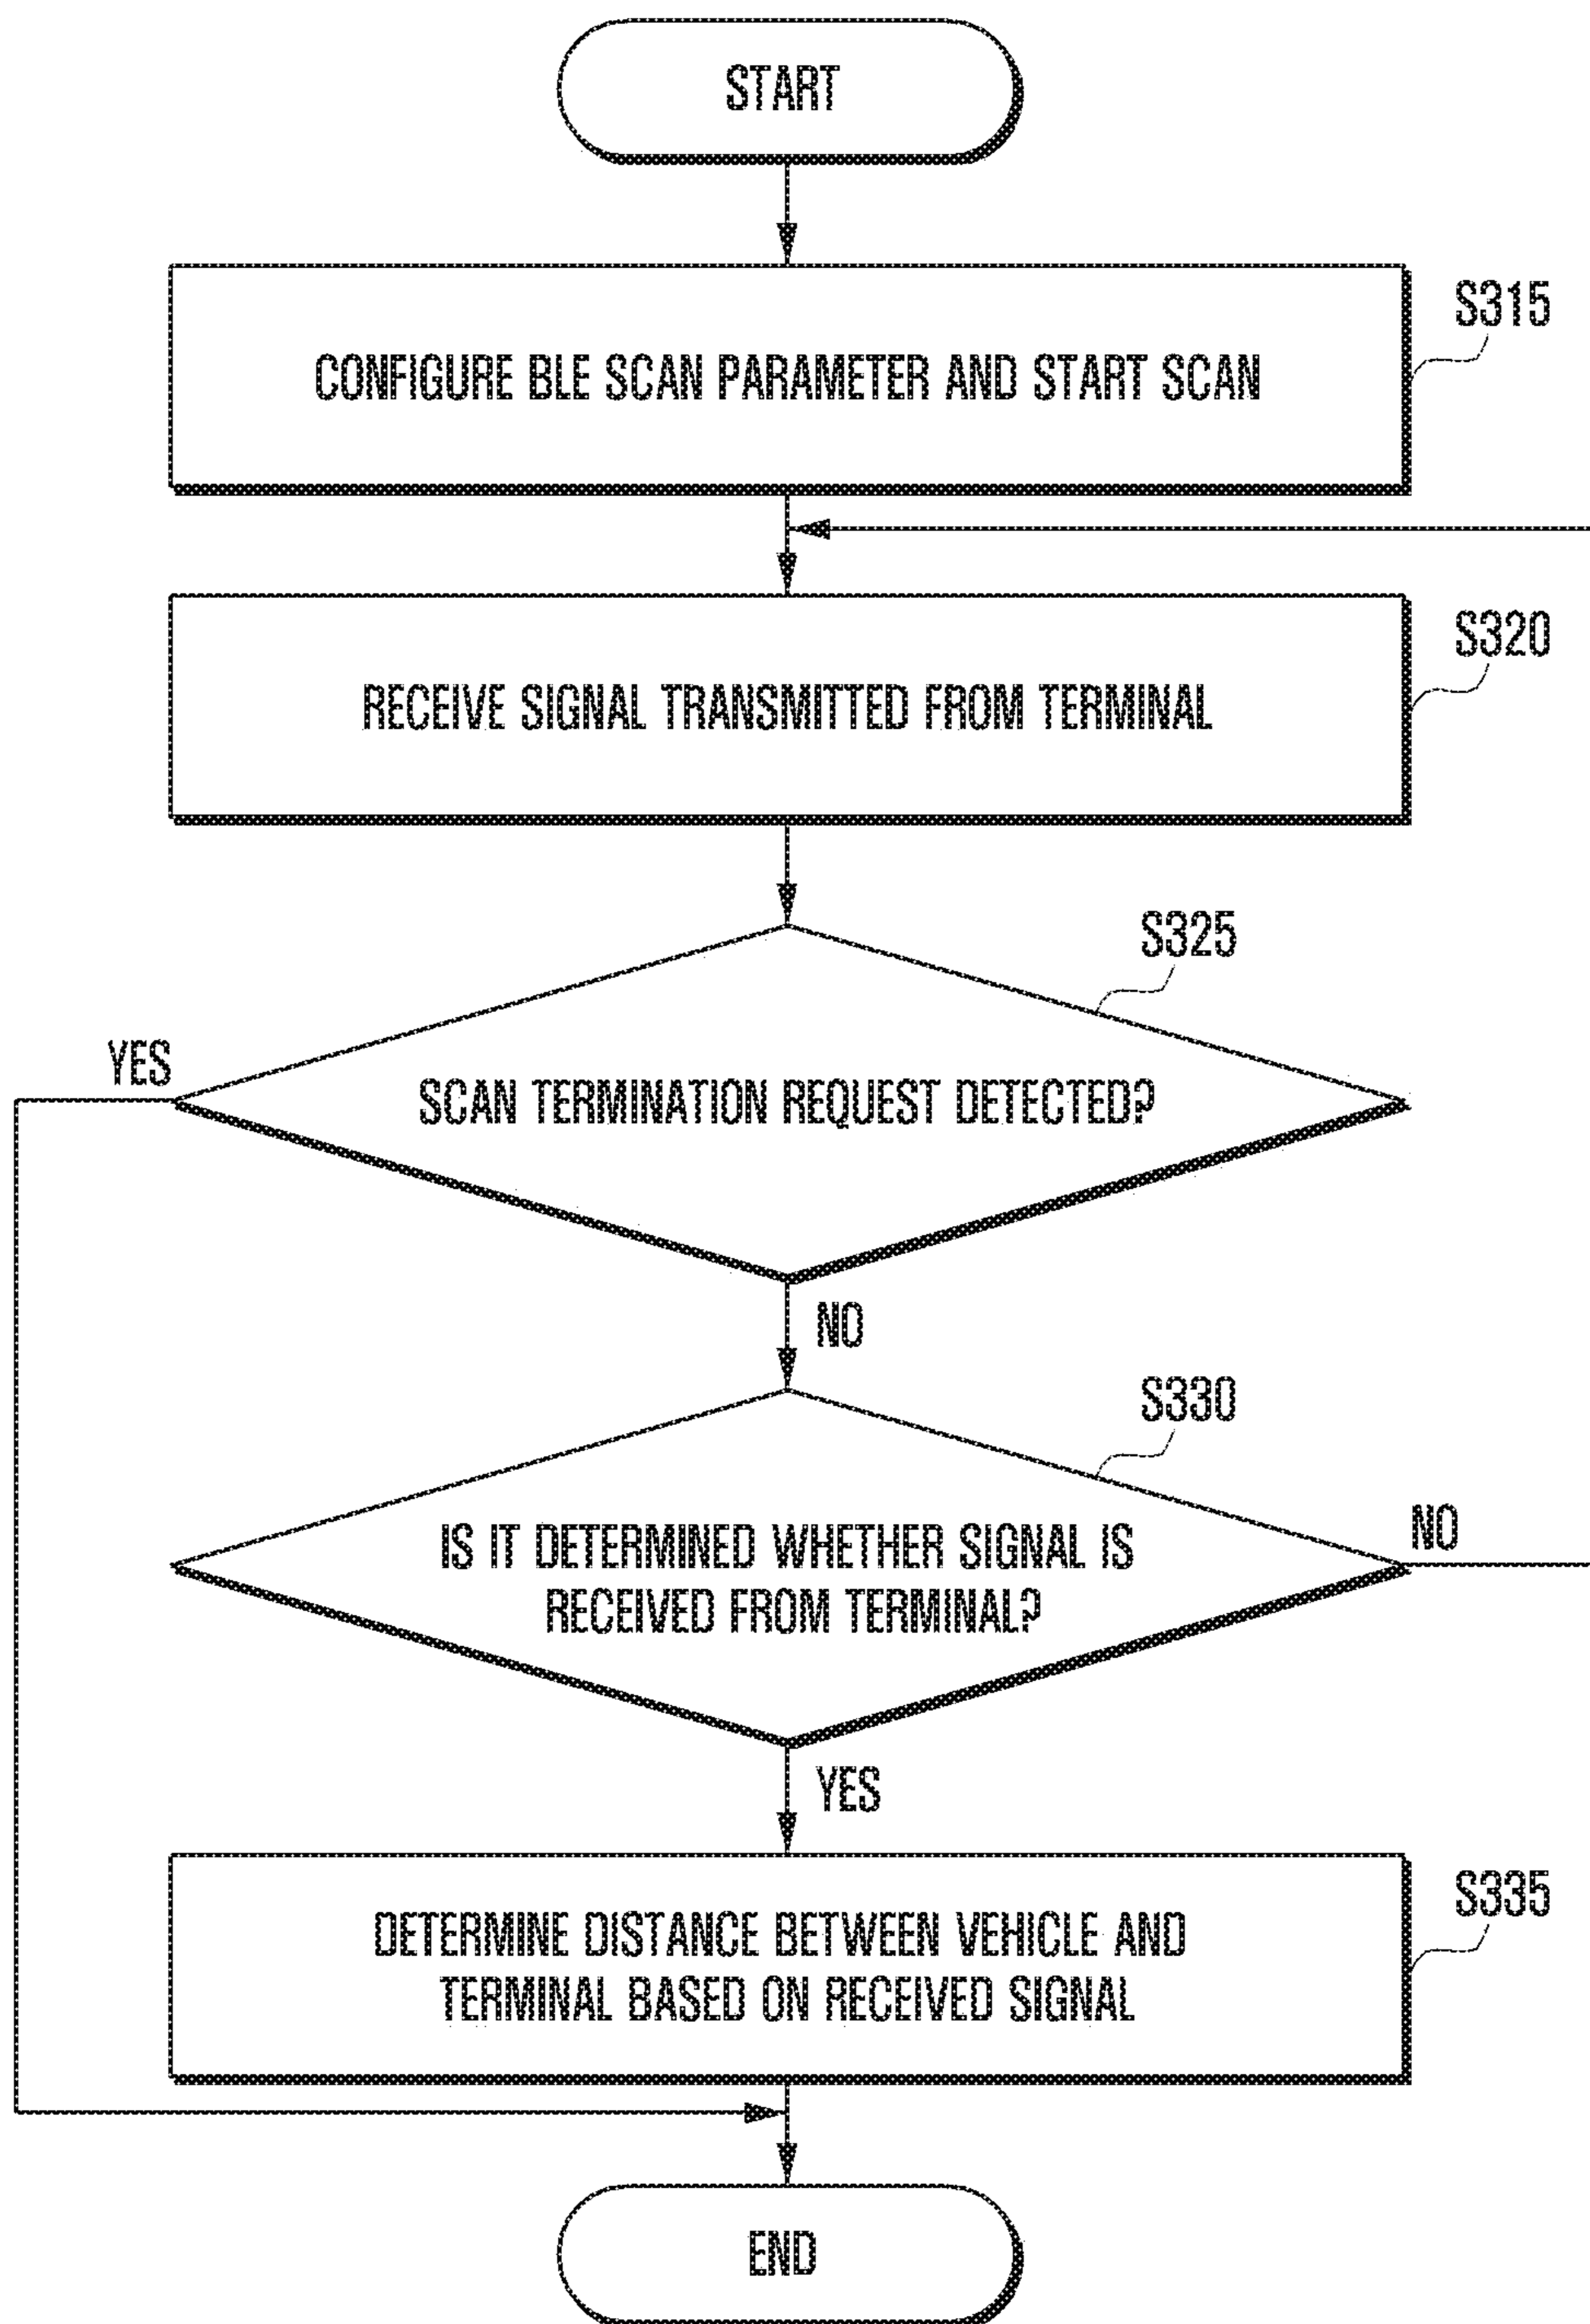 START
S315
CONFIGURE BLE SCAN PARAMETER AND START SCAN
S320
RECEIVE SIGNAL TRANSMITTED FROM TERMINAL
S325
YES
SCAN TERMINATION REQUEST DETECTED?
NO
S330
NO
IS IT DETERMINED WHETHER SIGNAL IS
RECEIVED FROM TERMINAL?
YES
S335
DETERMINE DISTANCE BETWEEN VEHICLE AND
TERMINAL BASED ON RECEIVED SIGNAL
END